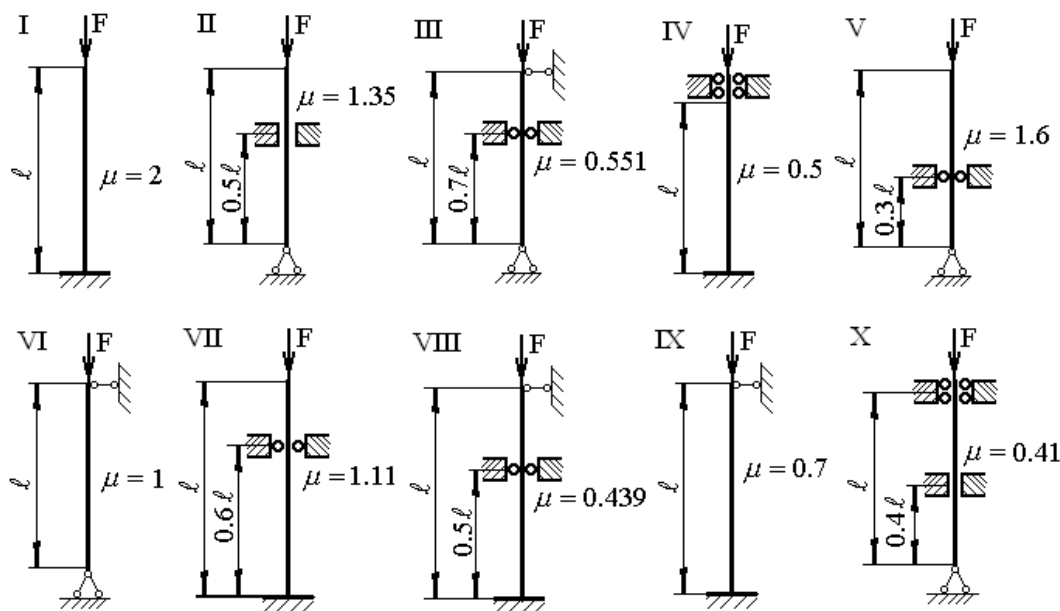 I F ℓ μ = 2
II F ℓ 0.5ℓ μ = 1.35
III F ℓ 0.7ℓ μ = 0.551
IV F ℓ μ = 0.5
V F ℓ 0.3ℓ μ = 1.6
VI F ℓ μ = 1
VII F ℓ 0.6ℓ μ = 1.11
VIII F ℓ 0.5ℓ μ = 0.439
IX F ℓ μ = 0.7
X F ℓ 0.4ℓ μ = 0.41